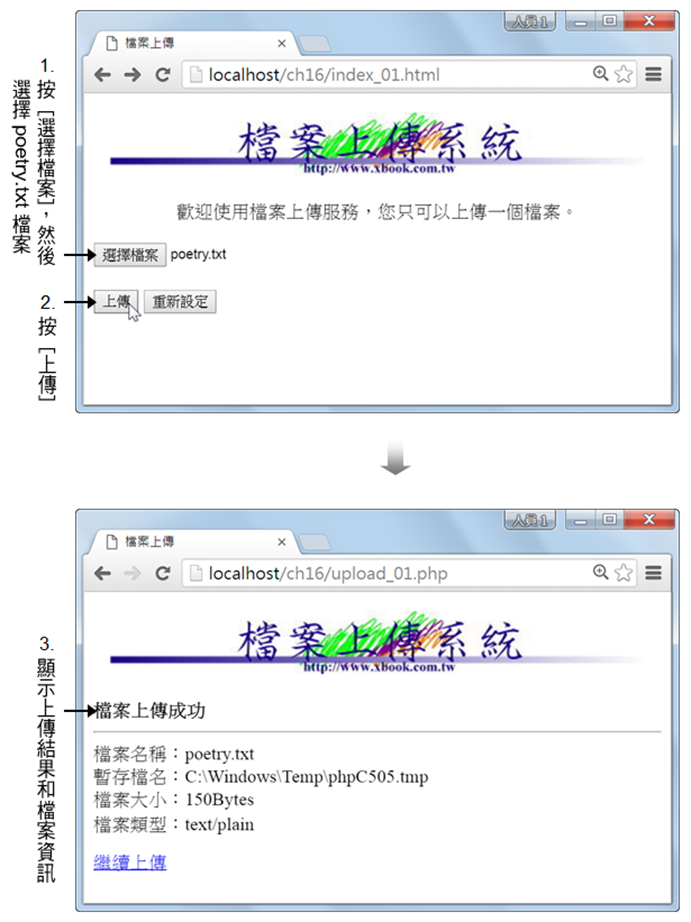 人員 1
檔案上傳
localhost/ch16/index_01.html
檔案上傳系統
http://www.xbook.com.tw
歡迎使用檔案上傳服務，您只可以上傳一個檔案。
1. 按 [選擇檔案]，然後
選擇 poetry.txt 檔案
選擇檔案 poetry.txt
2. 按 [上傳]
上傳 重新設定
人員 1
檔案上傳
localhost/ch16/upload_01.php
檔案上傳系統
http://www.xbook.com.tw
3. 顯示上傳結果和檔案資訊
檔案上傳成功
檔案名稱：poetry.txt
暫存檔名：C:\Windows\Temp\phpC505.tmp
檔案大小：150Bytes
檔案類型：text/plain
繼續上傳